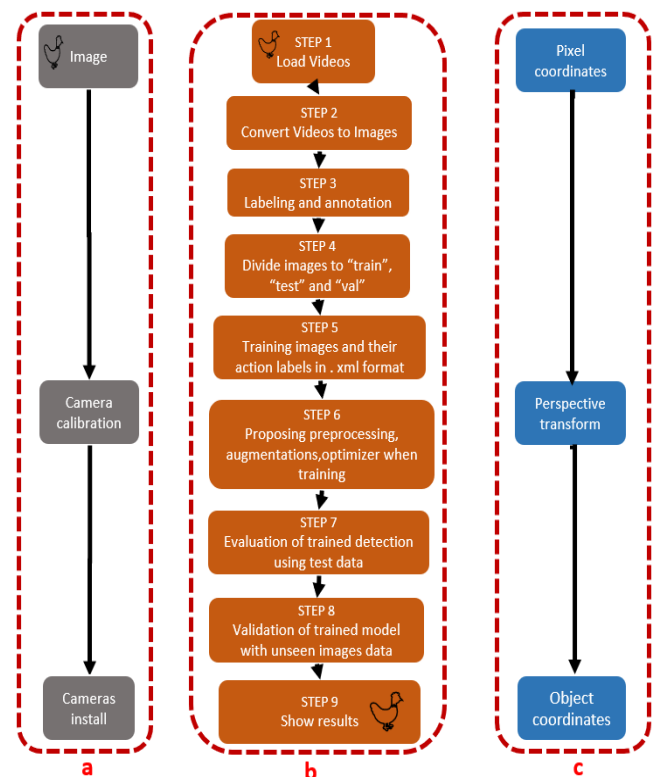 Image
Camera
calibration
Cameras
install
a
STEP 1
Load Videos
STEP 2
Convert Videos to Images
STEP 3
Labeling and annotation
STEP 4
Divide images to “train”,
“test” and “val”
STEP 5
Training images and their
action labels in . xml format
STEP 6
Proposing preprocessing,
augmentations,optimizer when
training
STEP 7
Evaluation of trained detection
using test data
STEP 8
Validation of trained model
with unseen images data
STEP 9
Show results
b
Pixel
coordinates
Perspective
transform
Object
coordinates
c